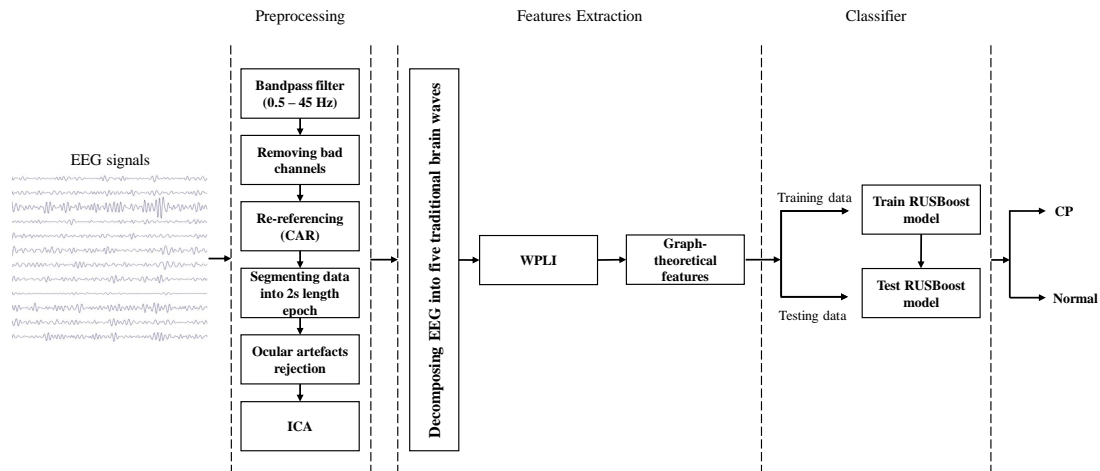 Preprocessing
Features Extraction
Classifier
EEG signals
Bandpass filter
(0.5 – 45 Hz)
Removing bad
channels
Re-referencing
(CAR)
Segmenting data
into 2s length
epoch
Ocular artefacts
rejection
ICA
Decomposing EEG into five traditional brain waves
WPLI
Graph-
theoretical
features
Training data
Testing data
Train RUSBoost
model
Test RUSBoost
model
CP
Normal